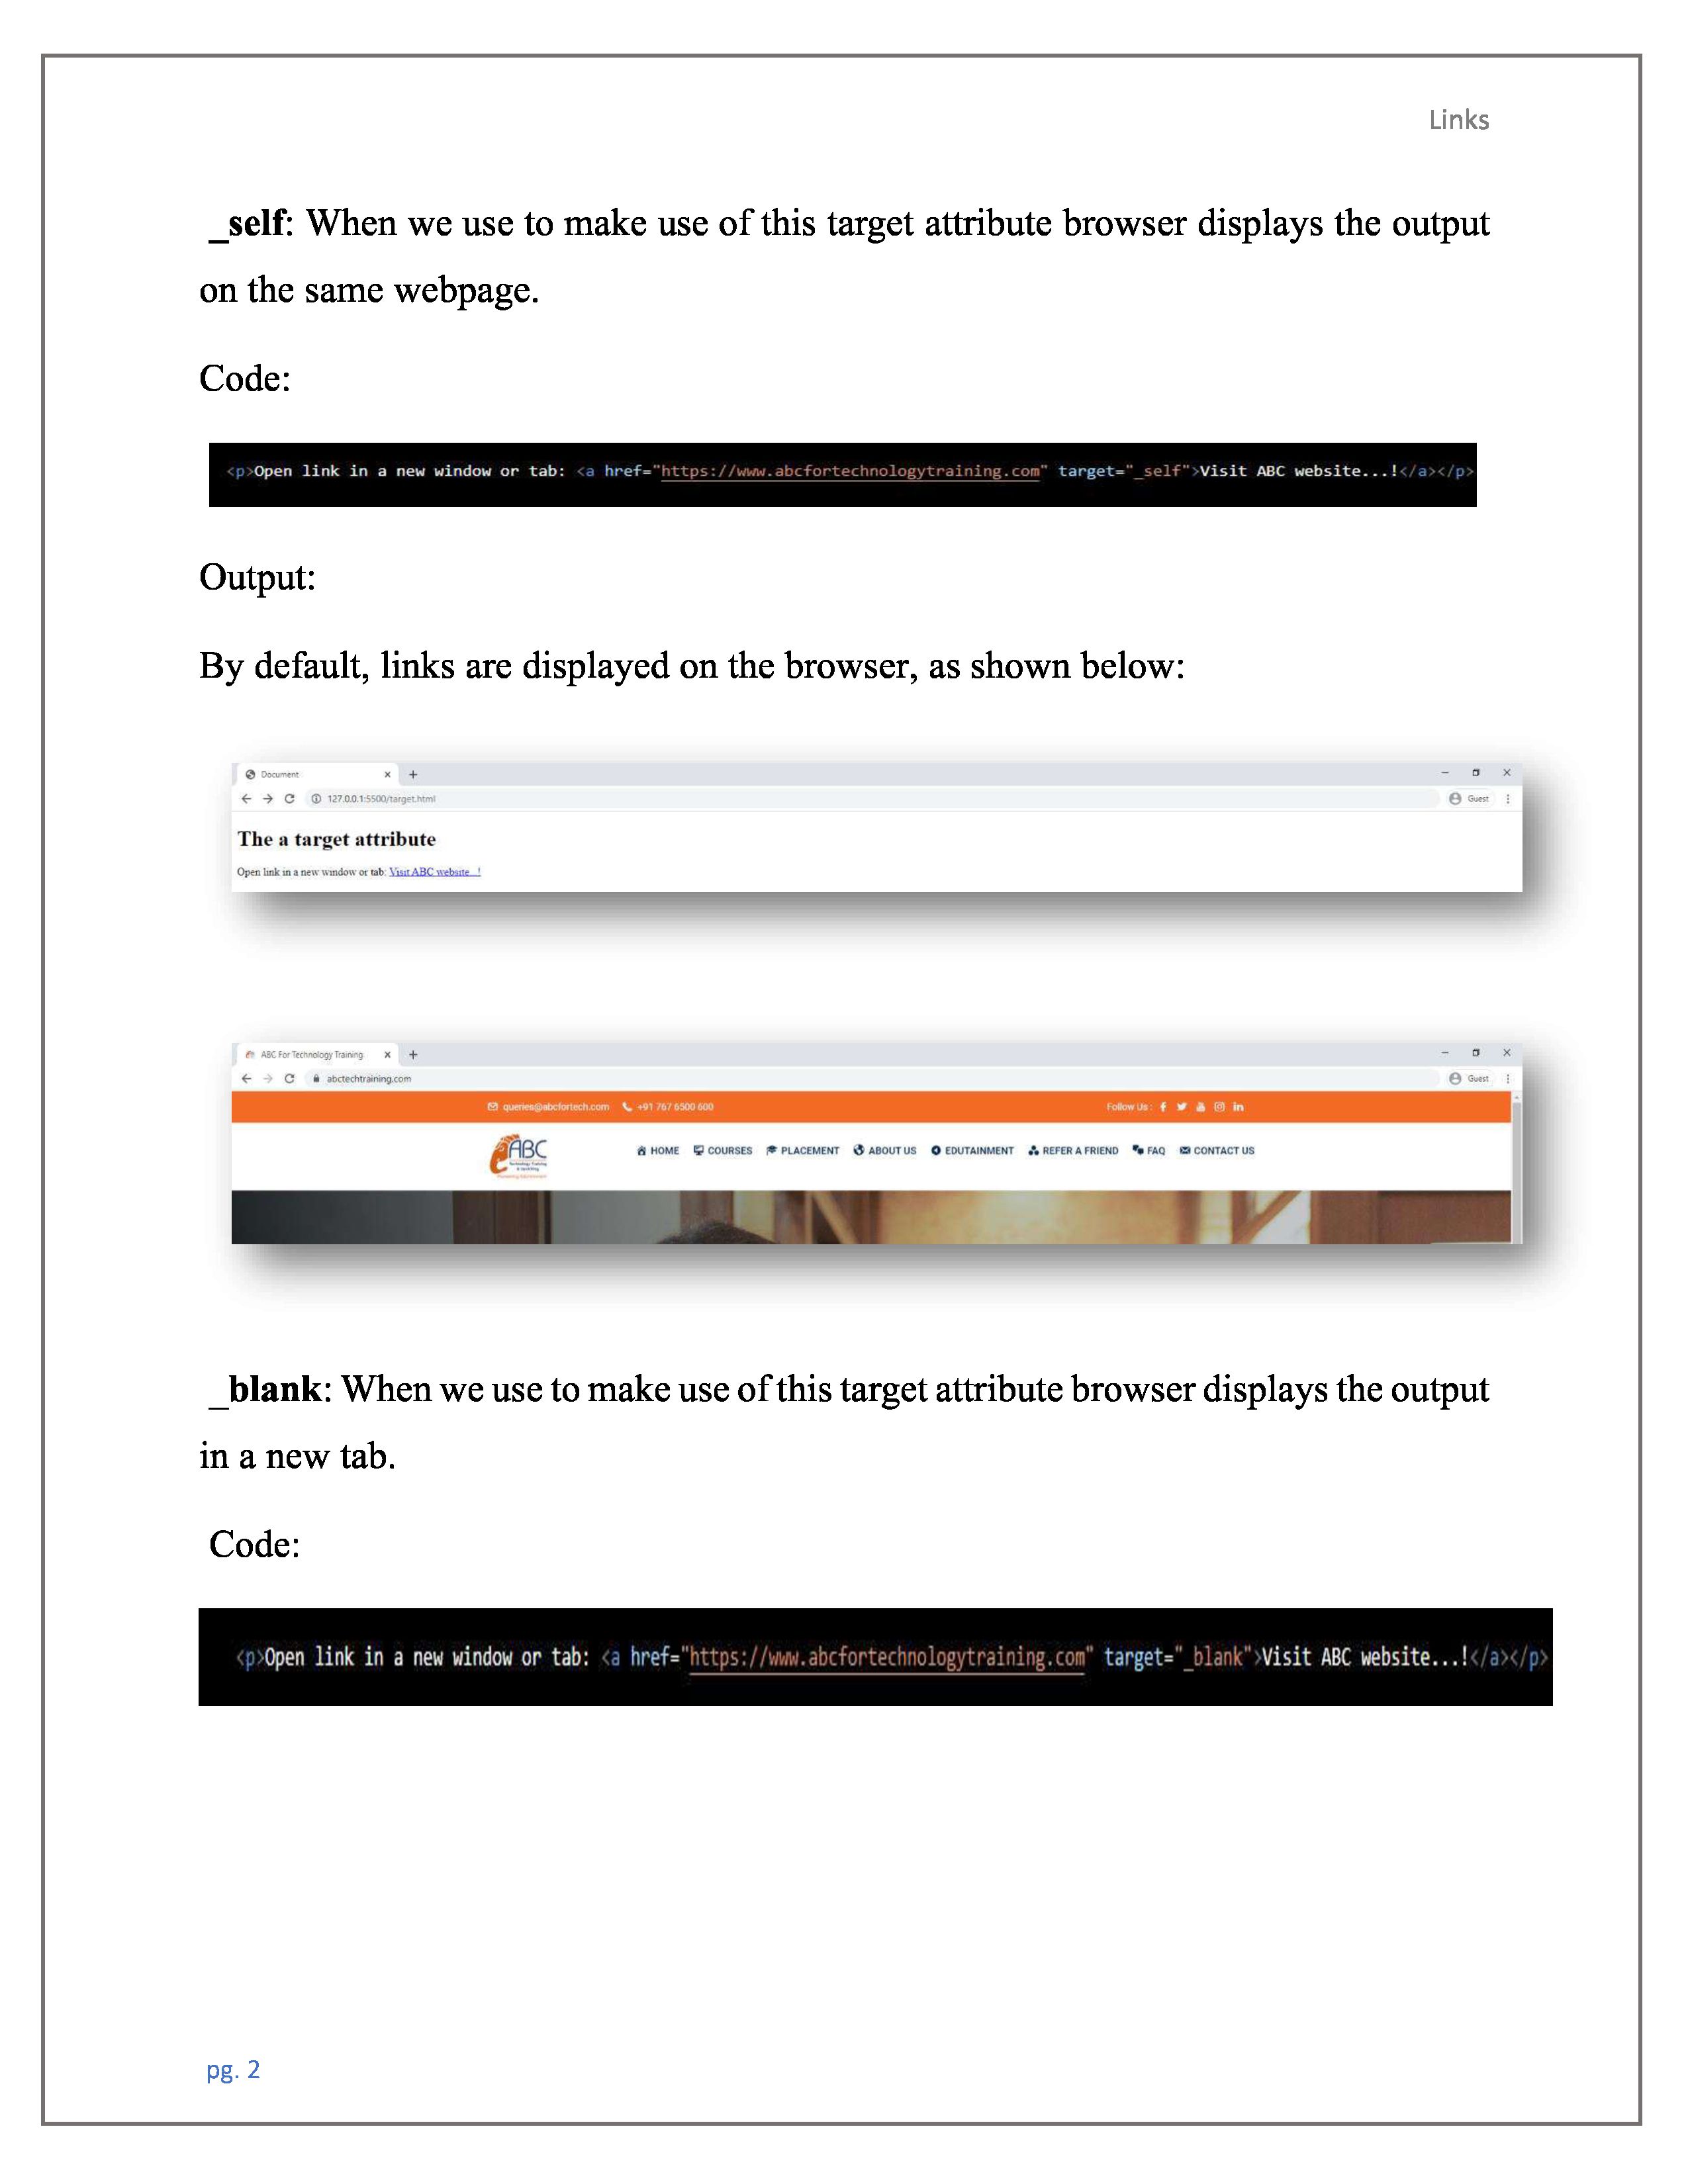 Links
_self: When we use to make use of this target attribute browser displays the output
on the same webpage.
Code:
<p>Open link in a new window or tab: <a href="https://www.abcfortechnologytraining.com" target="_self">Visit ABC website...!</a></p>
Output:
By default, links are displayed on the browser, as shown below:
Document
127.0.0.1:5500/target.html
Guest
The a target attribute
Open link in a new window or tab: Visit ABC website...!
ABC For Technology Training
abctechtraining.com
Guest
queries@abcfortech.com +91 767 6500 600 Follow Us :
ABC
HOME COURSES PLACEMENT ABOUT US EDUTAINMENT REFER A FRIEND FAQ CONTACT US
_blank: When we use to make use of this target attribute browser displays the output
in a new tab.
Code:
<p>Open link in a new window or tab: <a href="https://www.abcfortechnologytraining.com" target="_blank">Visit ABC website...!</a></p>
pg. 2